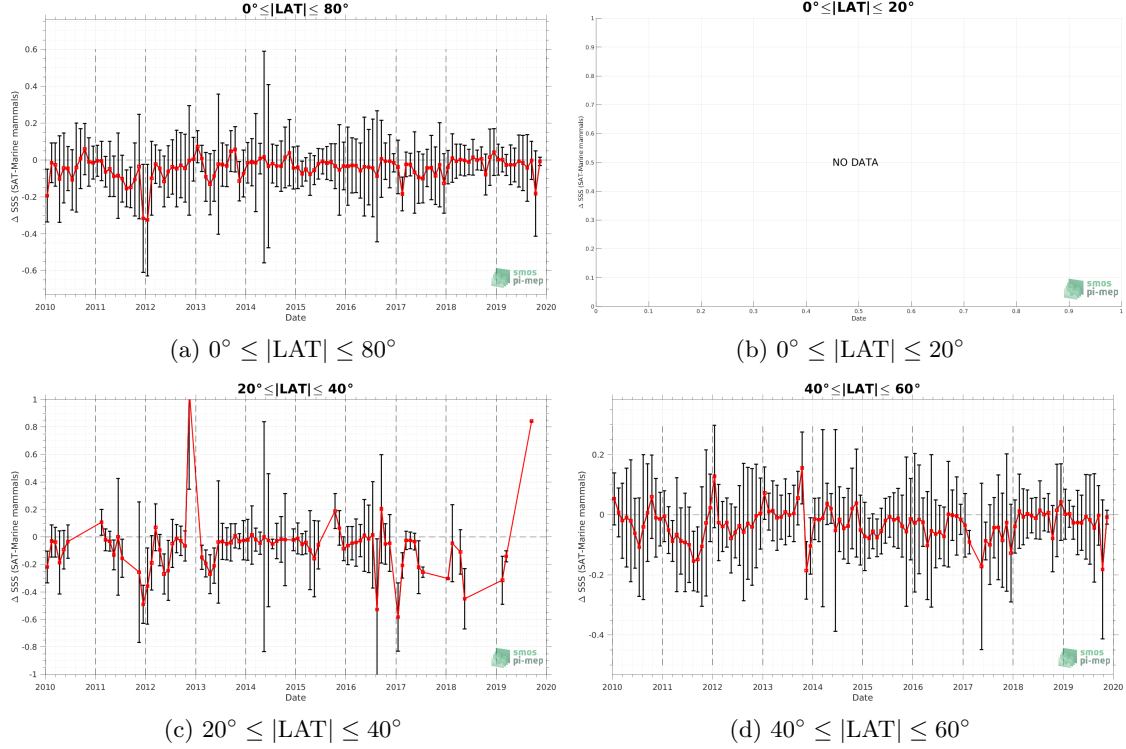 0°≤|LAT|≤ 80°
Δ SSS (SAT-Marine mammals)
0.6
0.4
0.2
0
-0.2
-0.4
-0.6
2010 2011 2012 2013 2014 2015 2016 2017 2018 2019 2020
Date
smos
pi-mep
(a) 0° ≤ |LAT| ≤ 80°
0°≤|LAT|≤ 20°
Δ SSS (SAT-Marine mammals)
1
0.9
0.8
0.7
0.6
0.5
0.4
0.3
0.2
0.1
0
NO DATA
0 0.1 0.2 0.3 0.4 0.5 0.6 0.7 0.8 0.9 1
Date
smos
pi-mep
(b) 0° ≤ |LAT| ≤ 20°
20°≤|LAT|≤ 40°
Δ SSS (SAT-Marine mammals)
1
0.8
0.6
0.4
0.2
0
-0.2
-0.4
-0.6
-0.8
-1
2010 2011 2012 2013 2014 2015 2016 2017 2018 2019 2020
Date
smos
pi-mep
(c) 20° ≤ |LAT| ≤ 40°
40°≤|LAT|≤ 60°
Δ SSS (SAT-Marine mammals)
0.2
0
-0.2
-0.4
2010 2011 2012 2013 2014 2015 2016 2017 2018 2019 2020
Date
smos
pi-mep
(d) 40° ≤ |LAT| ≤ 60°